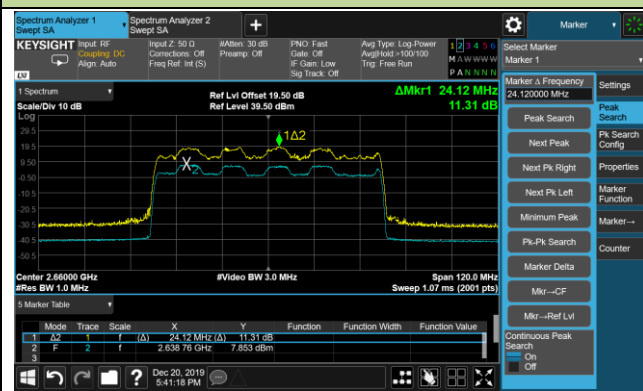 Spectrum Analyzer 1
Swept SA
Spectrum Analyzer 2
Swept SA
+
Marker
KEYSIGHT
Input: RF
Coupling: DC
Align: Auto
Input Z: 50 Ω
Corrections: Off
Freq Ref: Int (S)
#Atten: 30 dB
Preamp: Off
PNO: Fast
Gate: Off
IF Gain: Low
Sig Track: Off
Avg Type: Log-Power
Avg|Hold:>100/100
Trig: Free Run
1 2 3 4 5 6
M A W W W W
P A N N N N
LXI
Select Marker
Marker 1
1 Spectrum
Scale/Div 10 dB
Ref Lvl Offset 19.50 dB
Ref Level 39.50 dBm
ΔMkr1 24.12 MHz
11.31 dB
Log
29.5
19.5
9.50
-0.50
-10.5
-20.5
-30.5
-40.5
-50.5
1Δ2
X2
Center 2.66000 GHz
#Res BW 1.0 MHz
#Video BW 3.0 MHz
Span 120.0 MHz
Sweep 1.07 ms (2001 pts)
5 Marker Table
Mode Trace Scale X Y Function Function Width Function Value
1 Δ2 1 f (Δ) 24.12 MHz (Δ) 11.31 dB
2 F 2 f 2.638 76 GHz 7.853 dBm
3
Marker Δ Frequency
24.120000 MHz
Peak Search
Next Peak
Next Pk Right
Next Pk Left
Minimum Peak
Pk-Pk Search
Marker Delta
Mkr→CF
Mkr→Ref Lvl
Continuous Peak
Search
On
Off
Settings
Peak
Search
Pk Search
Config
Properties
Marker
Function
Marker→
Counter
?
Dec 20, 2019
5:41:18 PM